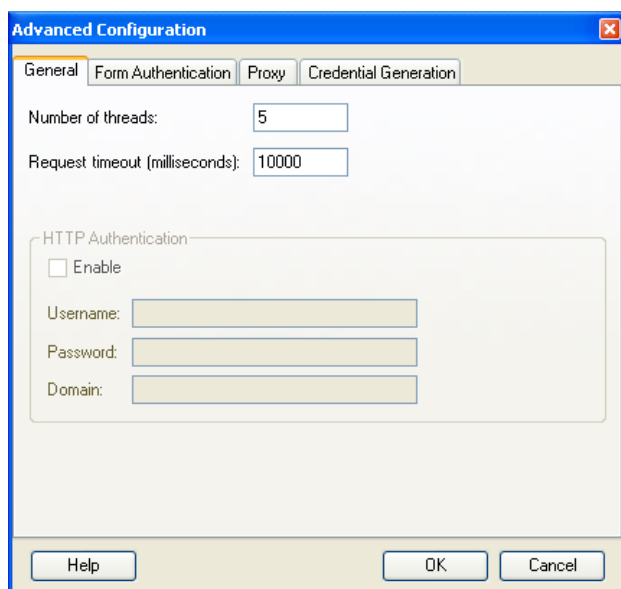 Advanced Configuration
General Form Authentication Proxy Credential Generation
Number of threads: 5
Request timeout (milliseconds): 10000
HTTP Authentication
Enable
Username:
Password:
Domain:
Help OK Cancel